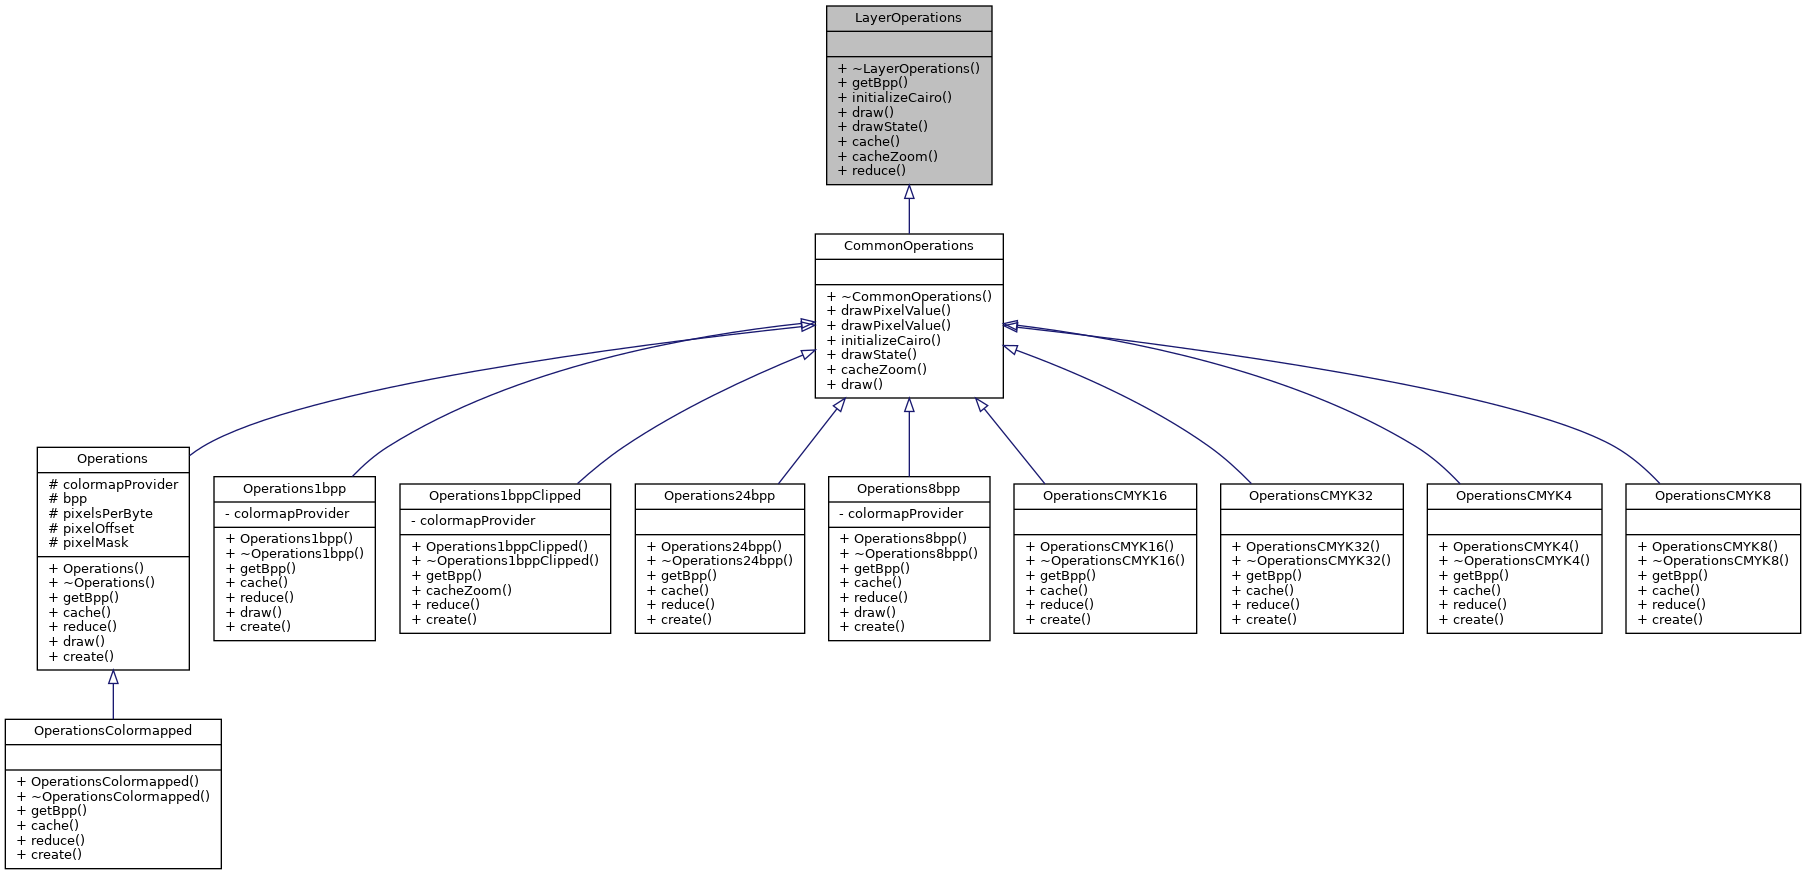 LayerOperations
+ ~LayerOperations()
+ getBpp()
+ initializeCairo()
+ draw()
+ drawState()
+ cache()
+ cacheZoom()
+ reduce()
CommonOperations
+ ~CommonOperations()
+ drawPixelValue()
+ drawPixelValue()
+ initializeCairo()
+ drawState()
+ cacheZoom()
+ draw()
Operations
# colormapProvider
# bpp
# pixelsPerByte
# pixelOffset
# pixelMask
+ Operations()
+ ~Operations()
+ getBpp()
+ cache()
+ reduce()
+ draw()
+ create()
Operations1bpp
- colormapProvider
+ Operations1bpp()
+ ~Operations1bpp()
+ getBpp()
+ cache()
+ reduce()
+ draw()
+ create()
Operations1bppClipped
- colormapProvider
+ Operations1bppClipped()
+ ~Operations1bppClipped()
+ getBpp()
+ cacheZoom()
+ reduce()
+ create()
Operations24bpp
+ Operations24bpp()
+ ~Operations24bpp()
+ getBpp()
+ cache()
+ reduce()
+ create()
Operations8bpp
- colormapProvider
+ Operations8bpp()
+ ~Operations8bpp()
+ getBpp()
+ cache()
+ reduce()
+ draw()
+ create()
OperationsCMYK16
+ OperationsCMYK16()
+ ~OperationsCMYK16()
+ getBpp()
+ cache()
+ reduce()
+ create()
OperationsCMYK32
+ OperationsCMYK32()
+ ~OperationsCMYK32()
+ getBpp()
+ cache()
+ reduce()
+ create()
OperationsCMYK4
+ OperationsCMYK4()
+ ~OperationsCMYK4()
+ getBpp()
+ cache()
+ reduce()
+ create()
OperationsCMYK8
+ OperationsCMYK8()
+ ~OperationsCMYK8()
+ getBpp()
+ cache()
+ reduce()
+ create()
OperationsColormapped
+ OperationsColormapped()
+ ~OperationsColormapped()
+ getBpp()
+ cache()
+ reduce()
+ create()